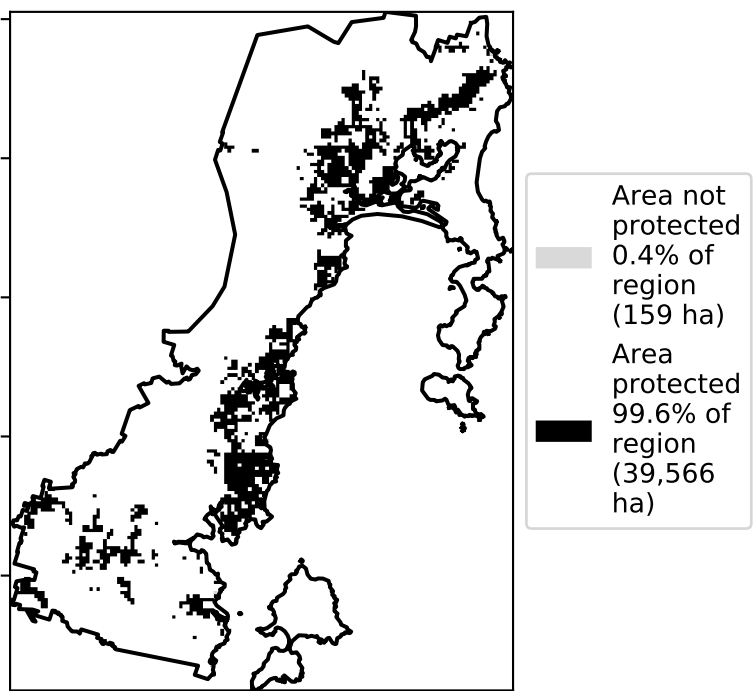 Area not
protected
0.4% of
region
(159 ha)
Area
protected
99.6% of
region
(39,566
ha)